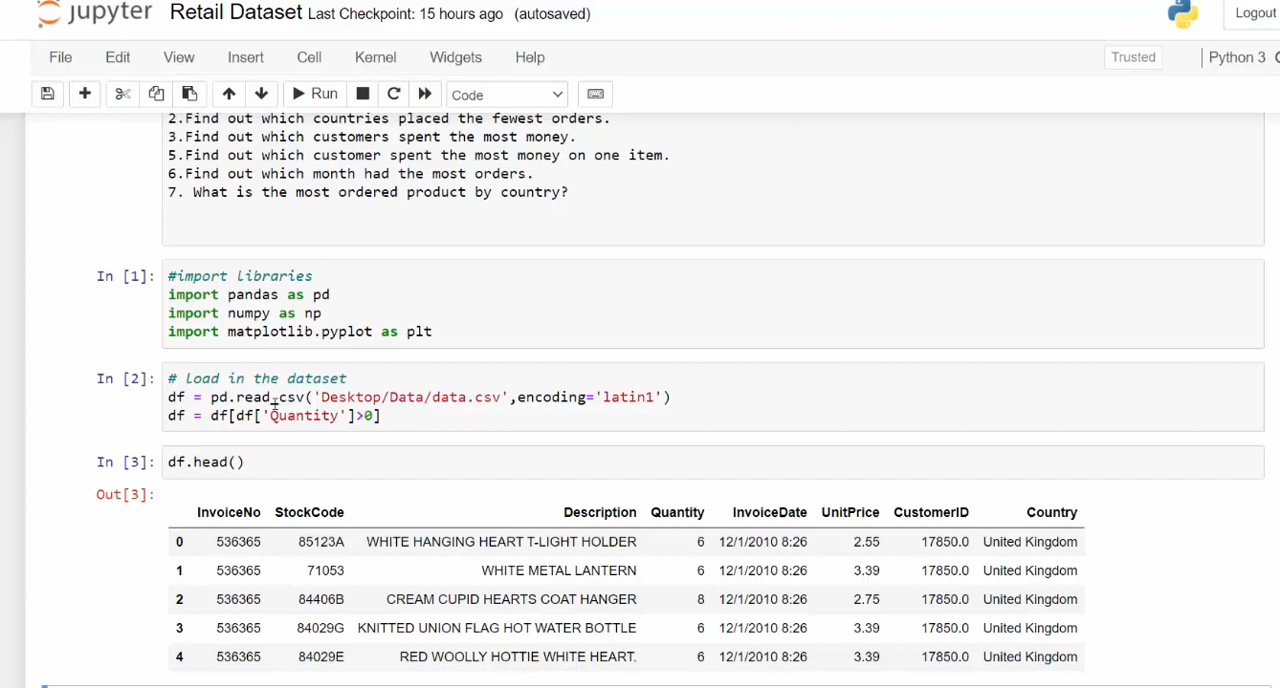 jupyter Retail Dataset Last Checkpoint: 15 hours ago (autosaved) Logout
File Edit View Insert Cell Kernel Widgets Help Trusted Python 3
Run Code
2.Find out which countries placed the fewest orders.
3.Find out which customers spent the most money.
5.Find out which customer spent the most money on one item.
6.Find out which month had the most orders.
7. What is the most ordered product by country?
In [1]: #import libraries
import pandas as pd
import numpy as np
import matplotlib.pyplot as plt
In [2]: # load in the dataset
df = pd.read_csv('Desktop/Data/data.csv',encoding='latin1')
df = df[df['Quantity']>0]
In [3]: df.head()
Out[3]:
InvoiceNo StockCode Description Quantity InvoiceDate UnitPrice CustomerID Country
0 536365 85123A WHITE HANGING HEART T-LIGHT HOLDER 6 12/1/2010 8:26 2.55 17850.0 United Kingdom
1 536365 71053 WHITE METAL LANTERN 6 12/1/2010 8:26 3.39 17850.0 United Kingdom
2 536365 84406B CREAM CUPID HEARTS COAT HANGER 8 12/1/2010 8:26 2.75 17850.0 United Kingdom
3 536365 84029G KNITTED UNION FLAG HOT WATER BOTTLE 6 12/1/2010 8:26 3.39 17850.0 United Kingdom
4 536365 84029E RED WOOLLY HOTTIE WHITE HEART. 6 12/1/2010 8:26 3.39 17850.0 United Kingdom